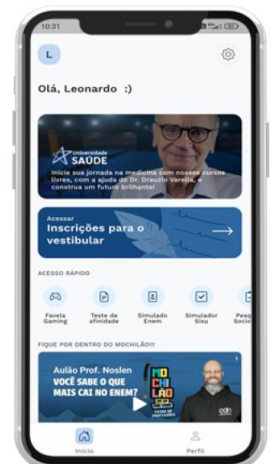 10:31
L
Olá, Leonardo :)
Universidade
SAÚDE
Inicie sua jornada na medicina com nossos cursos
livres, com a ajuda do Dr. Drauzio Varella, e
construa um futuro brilhante!
Acessar
Inscrições para o
vestibular
ACESSO RÁPIDO
Favela
Gaming
Teste de
afinidade
Simulado
Enem
Simulador
Sisu
Pesq
Socio
FIQUE POR DENTRO DO MOCHILÃO!!!
Aulão Prof. Noslen
VOCÊ SABE O QUE
MAIS CAI NO ENEM?
MOCHILÃO
Início
Perfil